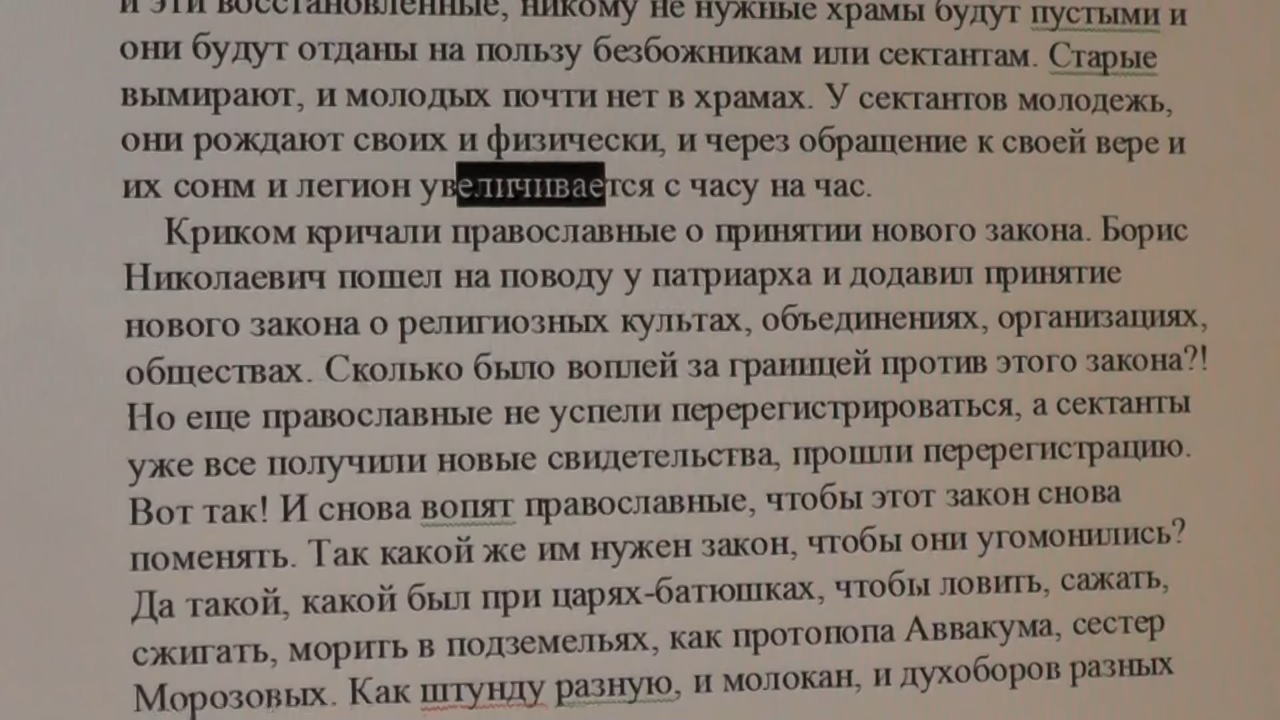 и эти восстановленные, никому не нужные храмы будут пустыми и
они будут отданы на пользу безбожникам или сектантам. Старые
вымирают, и молодых почти нет в храмах. У сектантов молодежь,
они рождают своих и физически, и через обращение к своей вере и
их сонм и легион увеличивается с часу на час.
Криком кричали православные о принятии нового закона. Борис
Николаевич пошел на поводу у патриарха и додавил принятие
нового закона о религиозных культах, объединениях, организациях,
обществах. Сколько было воплей за границей против этого закона?!
Но еще православные не успели перерегистрироваться, а сектанты
уже все получили новые свидетельства, прошли перерегистрацию.
Вот так! И снова вопят православные, чтобы этот закон снова
поменять. Так какой же им нужен закон, чтобы они угомонились?
Да такой, какой был при царях-батюшках, чтобы ловить, сажать,
сжигать, морить в подземельях, как протопопа Аввакума, сестер
Морозовых. Как штунду разную, и молокан, и духоборов разных